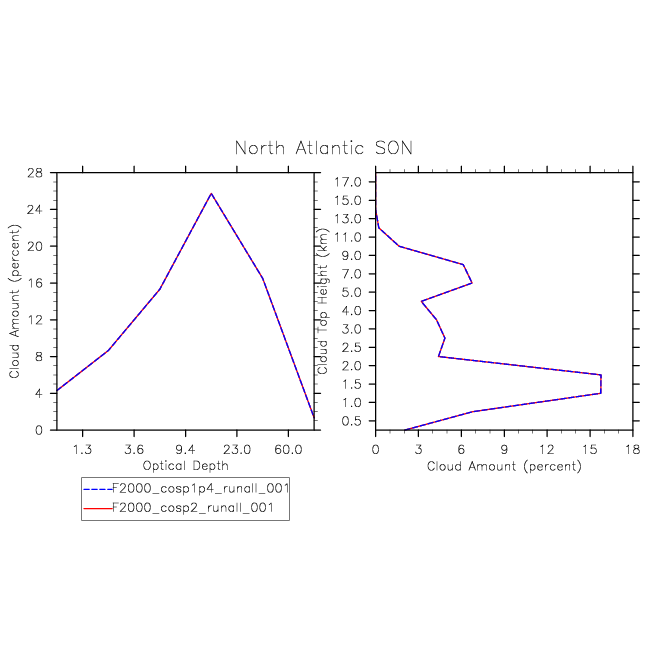 North Atlantic SON
28
24
20
16
12
8
4
0
Cloud Amount (percent)
1.3 3.6 9.4 23.0 60.0
Optical Depth
17.0
15.0
13.0
11.0
9.0
7.0
5.0
4.0
3.0
2.5
2.0
1.5
1.0
0.5
Cloud Top Height (km)
0 3 6 9 12 15 18
Cloud Amount (percent)
F2000_cosp1p4_runall_001
F2000_cosp2_runall_001